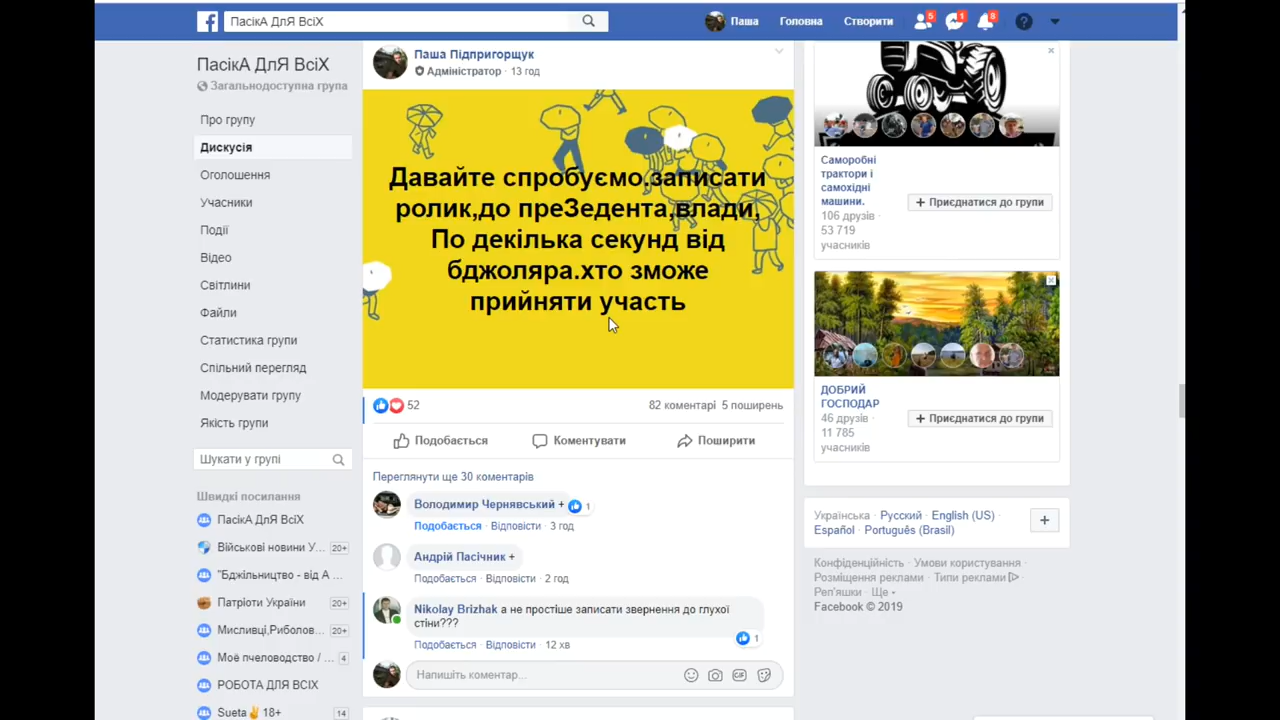 ПасікА ДлЯ ВсіХ
Паша
Головна
Створити
5
1
8
ПасікА ДлЯ ВсіХ
Загальнодоступна група
Про групу
Дискусія
Оголошення
Учасники
Події
Відео
Світлини
Файли
Статистика групи
Спільний перегляд
Модерувати групу
Якість групи
Шукати у групі
Швидкі посилання
ПасікА ДлЯ ВсіХ
Військові новини У... 20+
"Бджільництво - від А ...
Патріоти України 20+
Мисливці,Риболов... 20+
Моё пчеловодство / ... 4
РОБОТА ДЛЯ ВСІХ
Sueta✌ 18+ 14
Паша Підпригорщук
Адміністратор · 13 год
Давайте спробуємо,записати
ролик,до преЗедента,влади,
По декілька секунд від
бджоляра.хто зможе
прийняти участь
52
82 коментарі 5 поширень
Подобається
Коментувати
Поширити
Переглянути ще 30 коментарів
Володимир Чернявський + 1
Подобається · Відповісти · 3 год
Андрій Пасічник +
Подобається · Відповісти · 2 год
Nikolay Brizhak а не простіше записати звернення до глухої
стіни???
1
Подобається · Відповісти · 12 хв
Напишіть коментар...
GIF
Саморобні
трактори і
самохідні
машини.
106 друзів ·
53 719
учасників
+ Приєднатися до групи
ДОБРИЙ
ГОСПОДАР
46 друзів ·
11 785
учасників
+ Приєднатися до групи
Українська · Русский · English (US) ·
Español · Português (Brasil)
Конфіденційність · Умови користування ·
Розміщення реклами · Типи реклами ·
Реп'яшки · Ще
Facebook © 2019